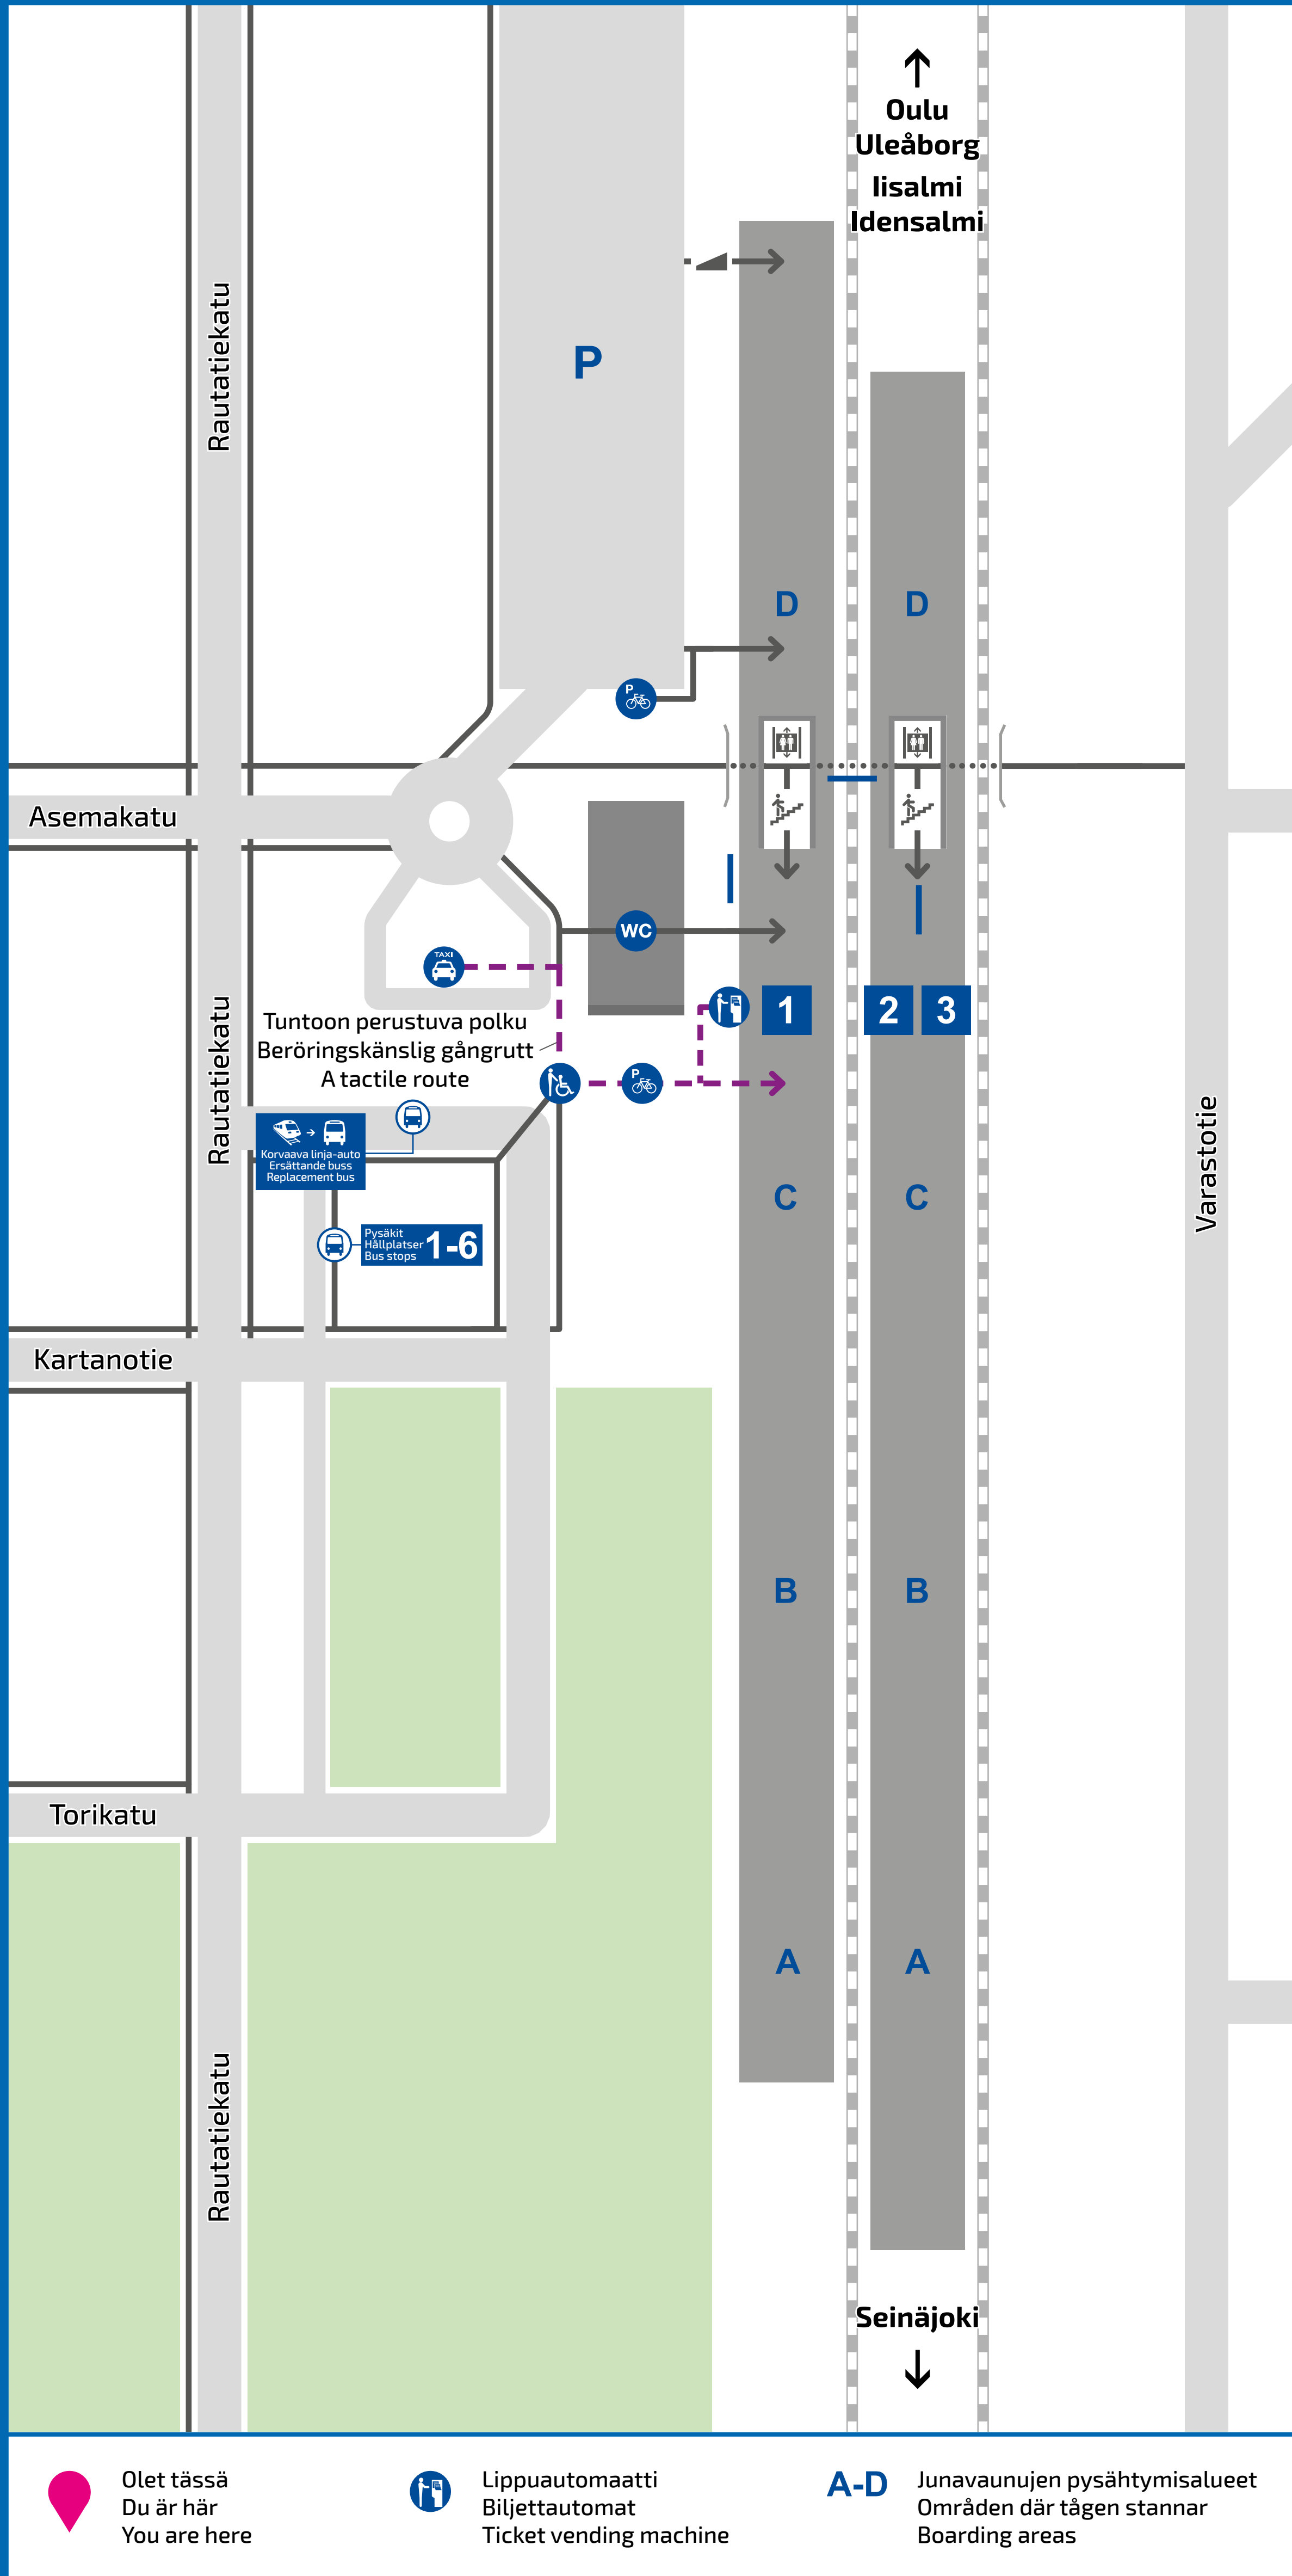 Oulu
Uleåborg
Iisalmi
Idensalmi
Rautatiekatu
P
D
D
P
Asemakatu
WC
TAXI
1
2
3
Tuntoon perustuva polku
Beröringskänslig gångrutt
A tactile route
P
Rautatiekatu
Korvaava linja-auto
Ersättande buss
Replacement bus
Varastotie
C
C
Pysäkit
Hållplatser
Bus stops
1-6
Kartanotie
B
B
Torikatu
A
A
Rautatiekatu
Seinäjoki
Olet tässä
Du är här
You are here
Lippuautomaatti
Biljettautomat
Ticket vending machine
A-D
Junavaunujen pysähtymisalueet
Områden där tågen stannar
Boarding areas